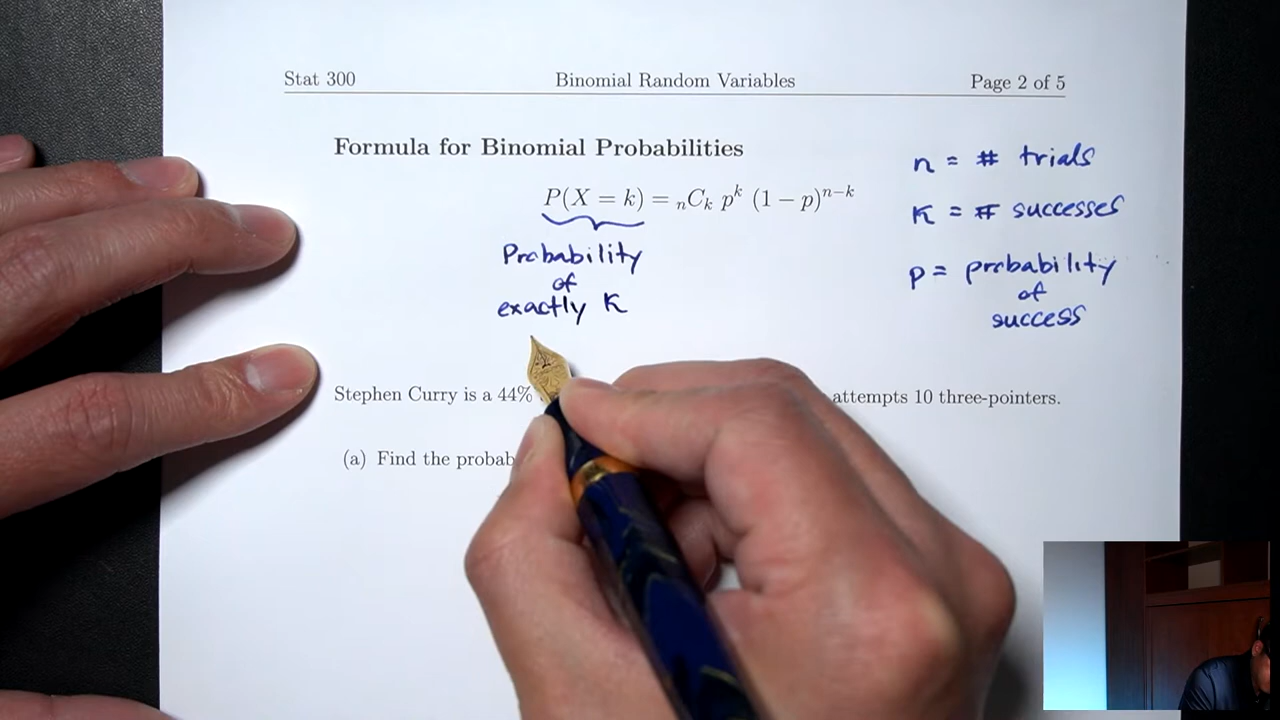 Stat 300 Binomial Random Variables Page 2 of 5
Formula for Binomial Probabilities
P(X = k) = ₙCₖ pᵏ (1 − p)ⁿ⁻ᵏ
Probability
of
exactly K
n = # trials
K = # successes
p = probability
of
success
Stephen Curry is a 44% attempts 10 three-pointers.
(a) Find the